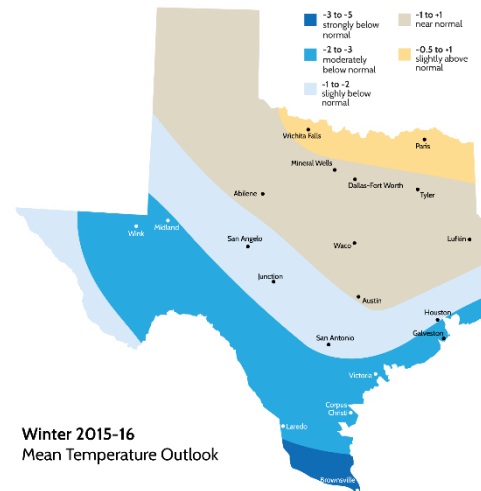 -3 to -5
strongly below
normal
-2 to -3
moderately
below normal
-1 to -2
slighly below
normal
-1 to +1
near normal
-0.5 to +1
slightly above
normal
Wichita Falls
Paris
Mineral Wells
Dallas-Fort Worth
Abilene
Tyler
Wink
Midland
San Angelo
Waco
Lufkin
Junction
Austin
Houston
San Antonio
Galveston
Victoria
Corpus
Christi
Laredo
Brownsville
Winter 2015-16
Mean Temperature Outlook